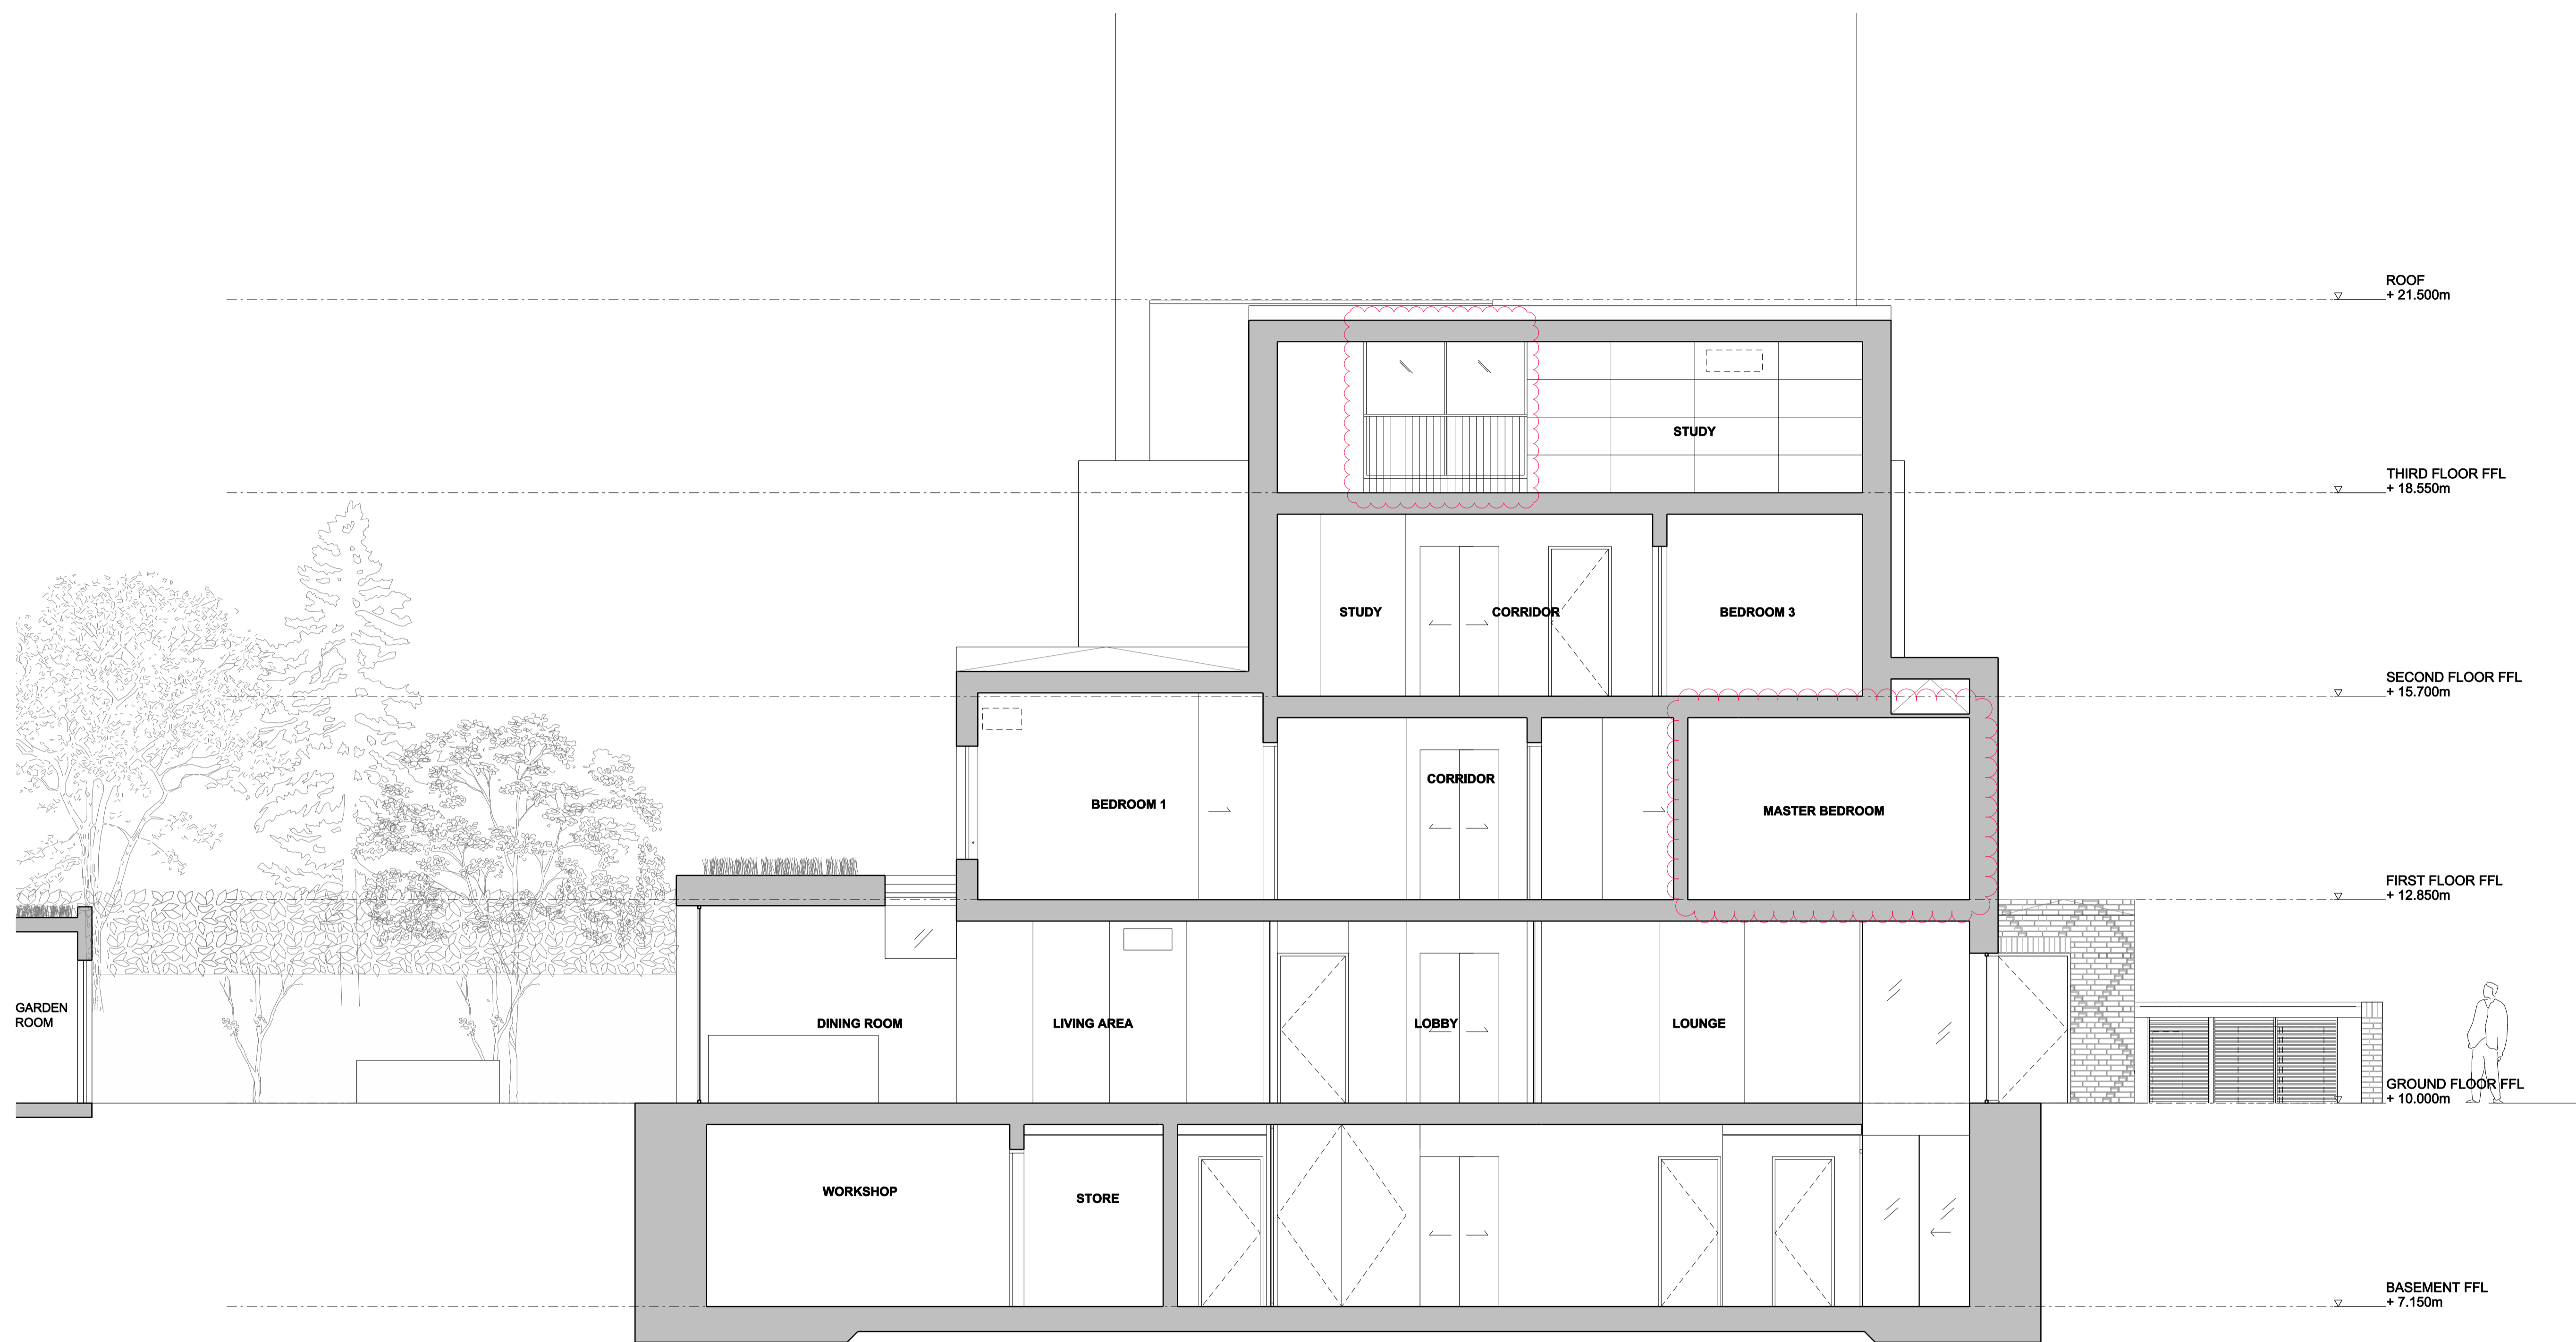 ROOF
+ 21.500m
STUDY
THIRD FLOOR FFL
+ 18.550m
STUDY
CORRIDOR
BEDROOM 3
SECOND FLOOR FFL
+ 15.700m
BEDROOM 1
CORRIDOR
MASTER BEDROOM
FIRST FLOOR FFL
+ 12.850m
GARDEN
ROOM
DINING ROOM
LIVING AREA
LOBBY
LOUNGE
GROUND FLOOR FFL
+ 10.000m
WORKSHOP
STORE
BASEMENT FFL
+ 7.150m